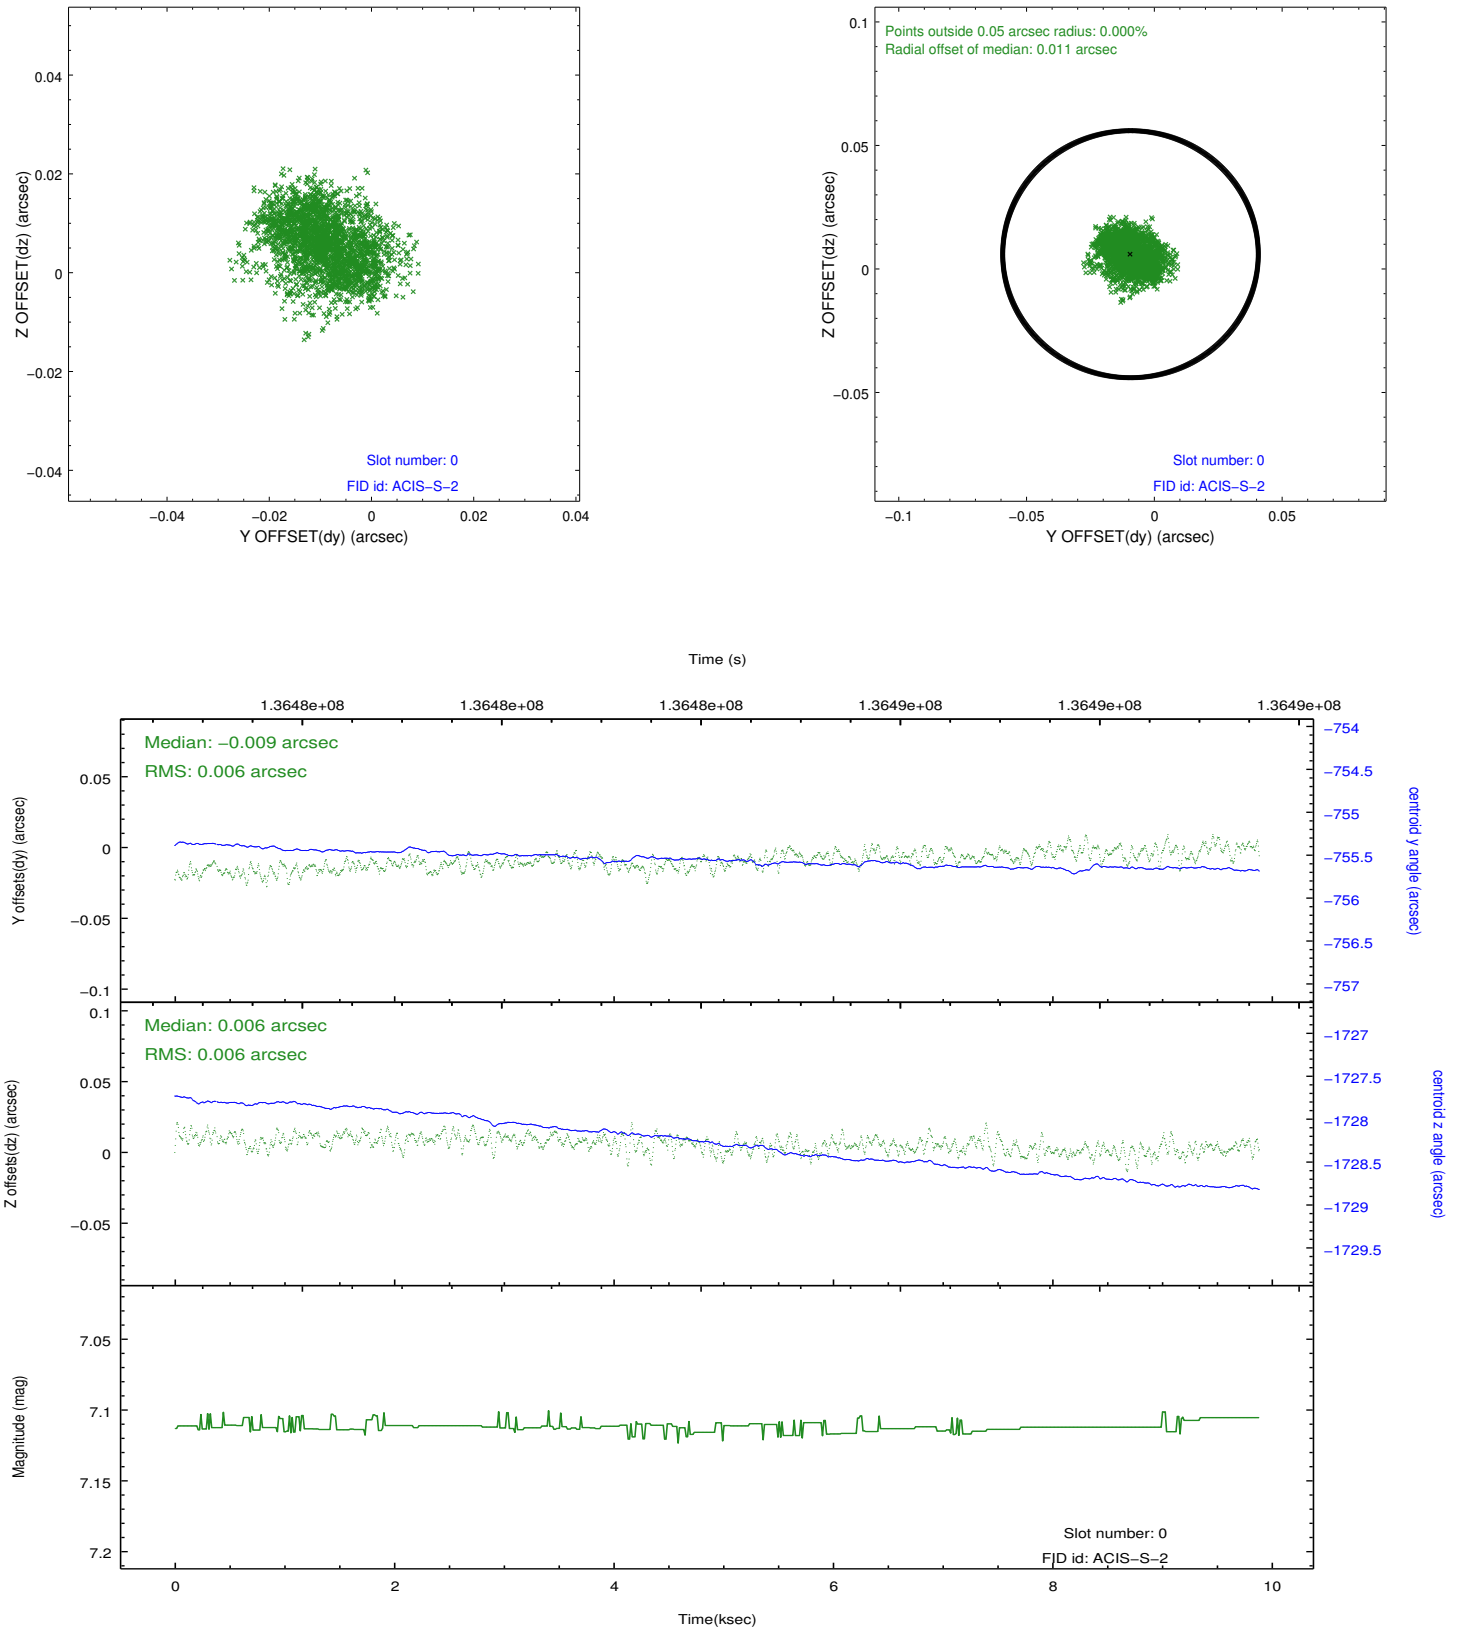 0.04
0.02
0
−0.02
−0.04
Z OFFSET(dz) (arcsec)
Slot number: 0
FID id: ACIS−S−2
−0.04
−0.02
0
0.02
0.04
Y OFFSET(dy) (arcsec)
Points outside 0.05 arcsec radius: 0.000%
Radial offset of median: 0.011 arcsec
0.1
0.05
0
−0.05
Z OFFSET(dz) (arcsec)
Slot number: 0
FID id: ACIS−S−2
−0.1
−0.05
0
0.05
Y OFFSET(dy) (arcsec)
Time (s)
1.3648e+08
1.3648e+08
1.3648e+08
1.3649e+08
1.3649e+08
1.3649e+08
Median: −0.009 arcsec
RMS: 0.006 arcsec
0.05
0
−0.05
−0.1
Y offsets(dy) (arcsec)
−754
−754.5
−755
−755.5
−756
−756.5
−757
centroid y angle (arcsec)
Median: 0.006 arcsec
RMS: 0.006 arcsec
0.1
0.05
0
−0.05
Z offsets(dz) (arcsec)
−1727
−1727.5
−1728
−1728.5
−1729
−1729.5
centroid z angle (arcsec)
7.05
7.1
7.15
7.2
Magnitude (mag)
Slot number: 0
FID id: ACIS−S−2
0
2
4
6
8
10
Time(ksec)